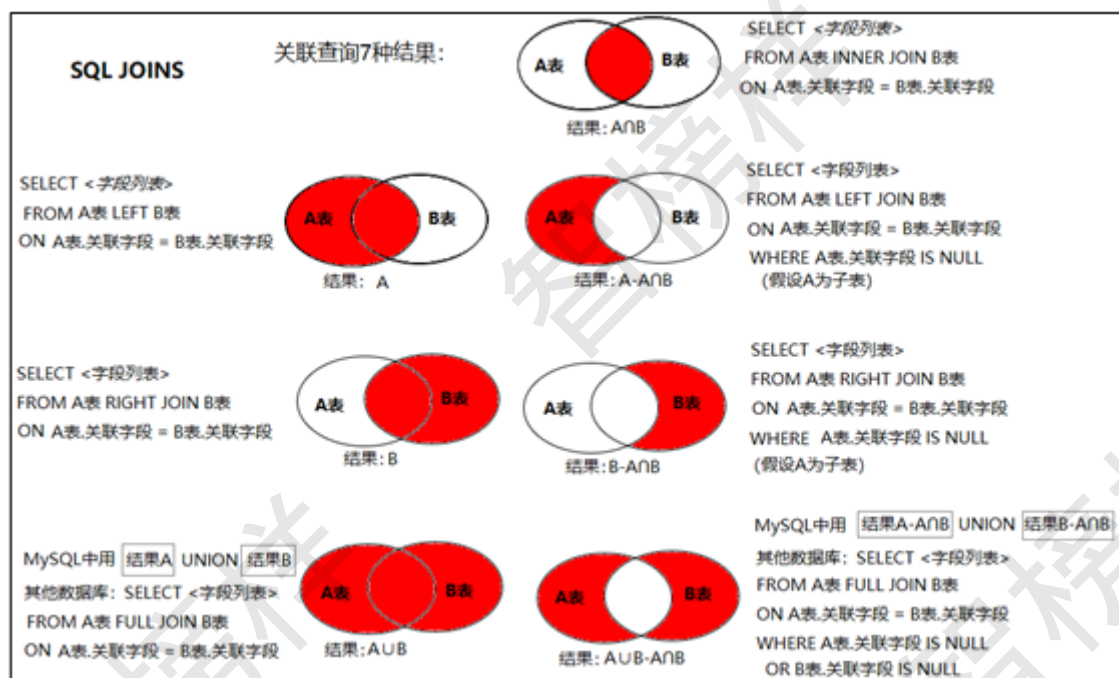 SQL JOINS
关联查询7种结果:
A表
B表
结果: A∩B
SELECT <字段列表>
FROM A表 INNER JOIN B表
ON A表.关联字段 = B表.关联字段
SELECT <字段列表>
FROM A表 LEFT B表
ON A表.关联字段 = B表.关联字段
A表
B表
结果: A
A表
B表
结果: A-A∩B
SELECT <字段列表>
FROM A表 LEFT JOIN B表
ON A表.关联字段 = B表.关联字段
WHERE A表.关联字段 IS NULL
(假设A为子表)
SELECT <字段列表>
FROM A表 RIGHT JOIN B表
ON A表.关联字段 = B表.关联字段
A表
B表
结果: B
A表
B表
结果: B-A∩B
SELECT <字段列表>
FROM A表 RIGHT JOIN B表
ON A表.关联字段 = B表.关联字段
WHERE A表.关联字段 IS NULL
(假设A为子表)
MySQL中用 结果A UNION 结果B
其他数据库: SELECT <字段列表>
FROM A表 FULL JOIN B表
ON A表.关联字段 = B表.关联字段
A表
B表
结果: A∪B
A表
B表
结果: A∪B-A∩B
MySQL中用 结果A-A∩B UNION 结果B-A∩B
其他数据库: SELECT <字段列表>
FROM A表 FULL JOIN B表
ON A表.关联字段 = B表.关联字段
WHERE A表.关联字段 IS NULL
OR B表.关联字段 IS NULL
智榜样
榜样
智榜样